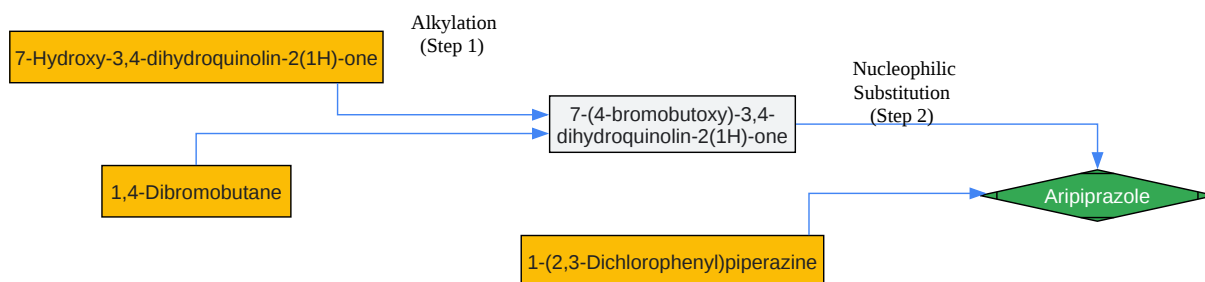 Alkylation
(Step 1)
7-Hydroxy-3,4-dihydroquinolin-2(1H)-one
Nucleophilic
Substitution
(Step 2)
7-(4-bromobutoxy)-3,4-
dihydroquinolin-2(1H)-one
1,4-Dibromobutane
Aripiprazole
1-(2,3-Dichlorophenyl)piperazine